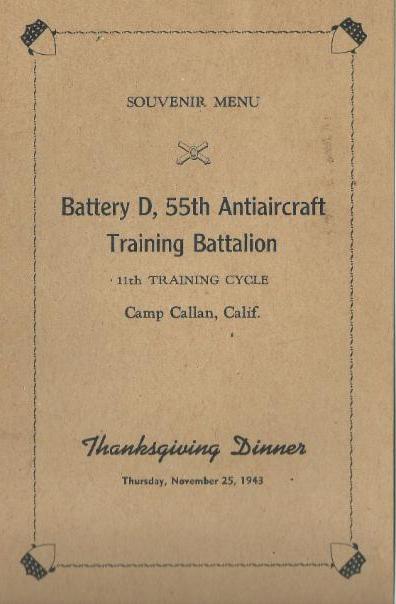 SOUVENIR MENU
Battery D, 55th Antiaircraft
Training Battalion
11th TRAINING CYCLE
Camp Callan, Calif.
Thanksgiving Dinner
Thursday, November 25, 1943